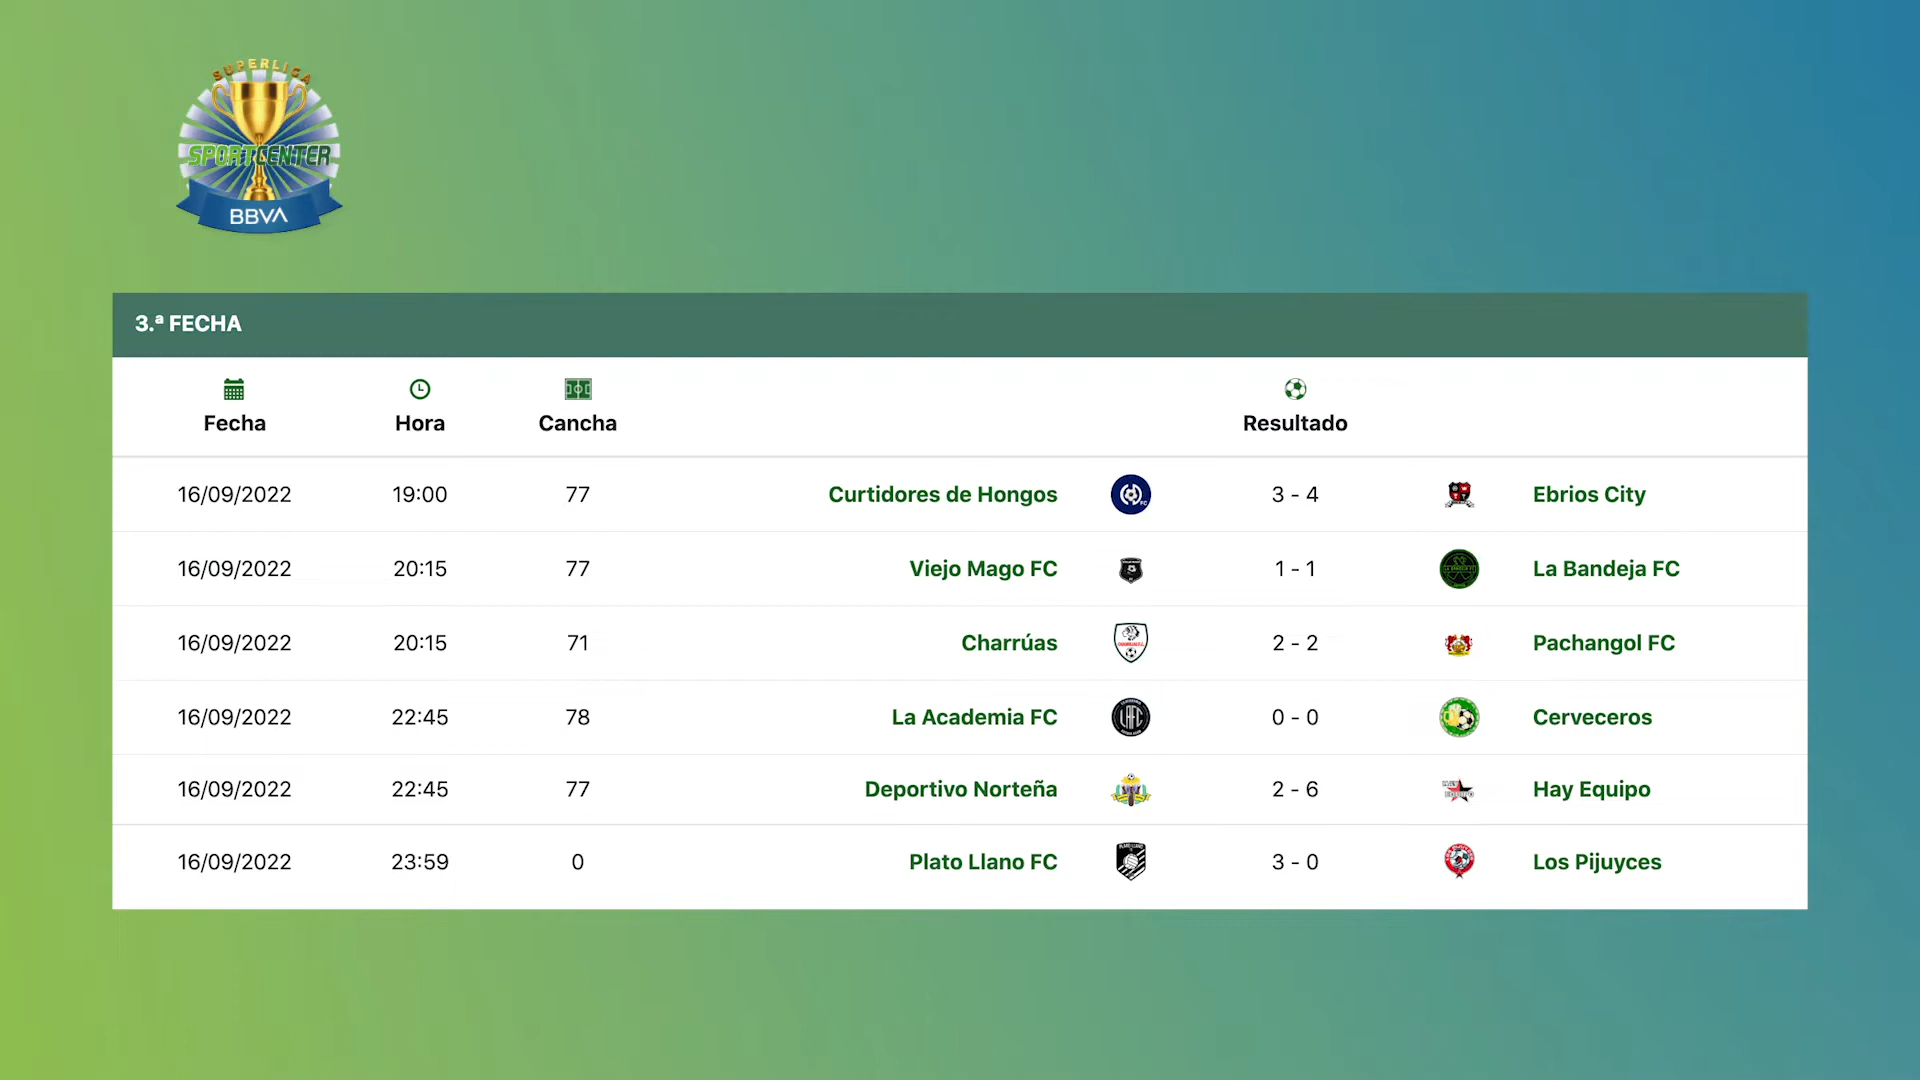 SUPERLIGA
SPORTCENTER
BBVA
3.ª FECHA
Fecha Hora Cancha Resultado
16/09/2022 19:00 77 Curtidores de Hongos 3 - 4 Ebrios City
16/09/2022 20:15 77 Viejo Mago FC 1 - 1 La Bandeja FC
16/09/2022 20:15 71 Charrúas 2 - 2 Pachangol FC
16/09/2022 22:45 78 La Academia FC 0 - 0 Cerveceros
16/09/2022 22:45 77 Deportivo Norteña 2 - 6 Hay Equipo
16/09/2022 23:59 0 Plato Llano FC 3 - 0 Los Pijuyces